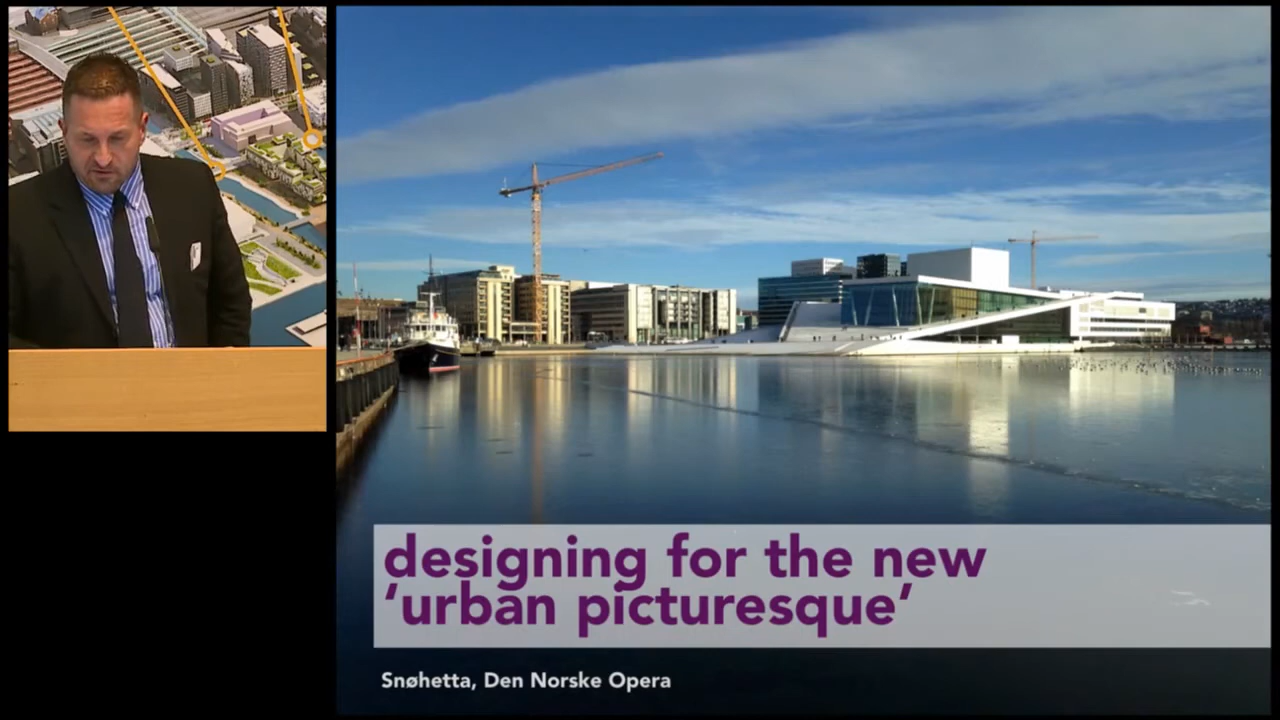 designing for the new
‘urban picturesque’
Snøhetta, Den Norske Opera